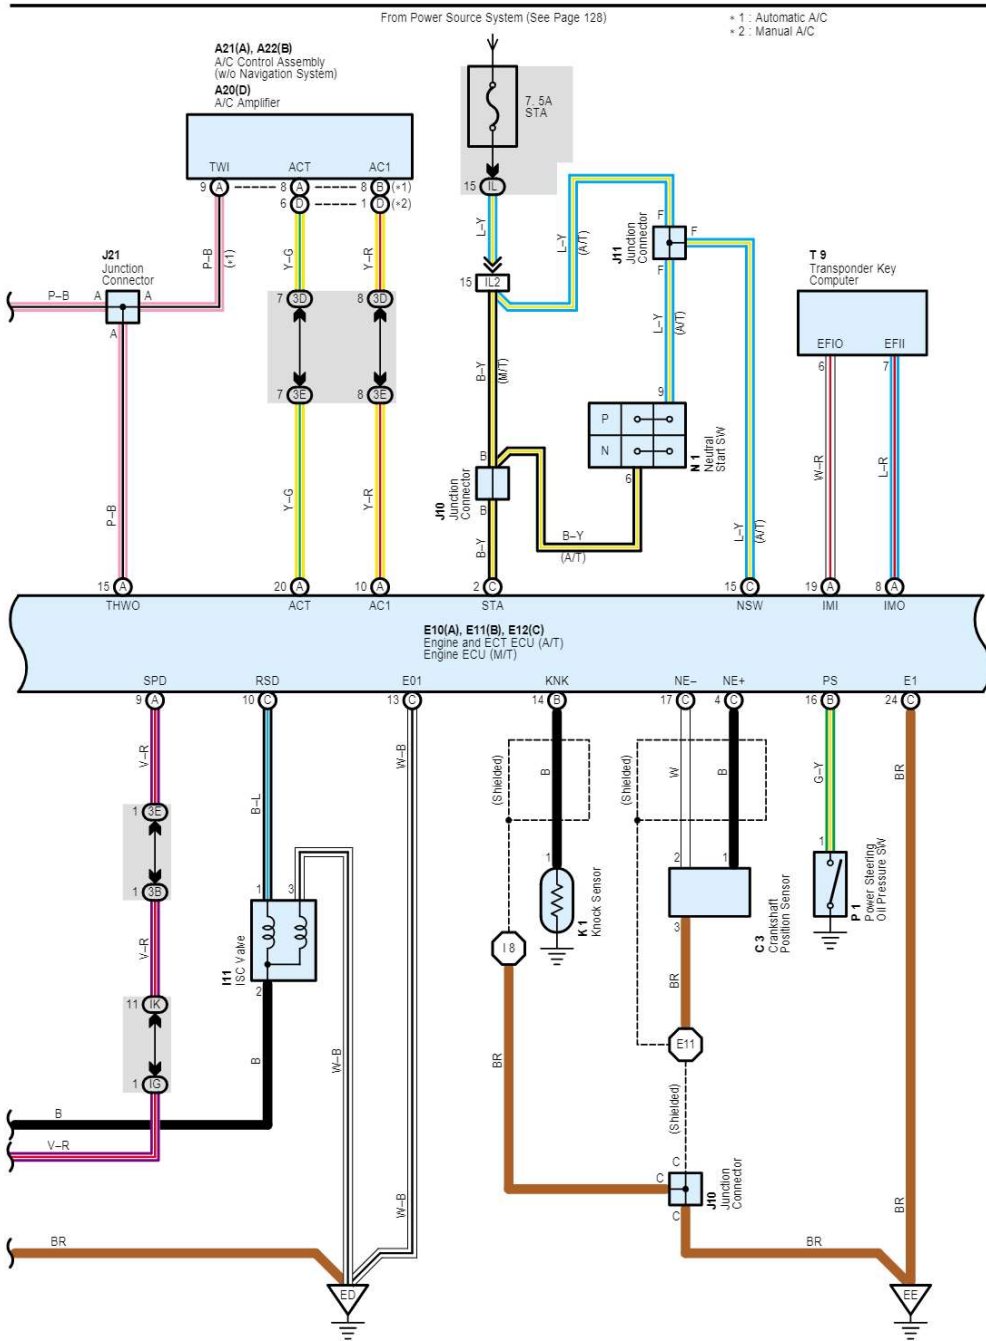 From Power Source System (See Page 128)
* 1 : Automatic A/C
* 2 : Manual A/C
A21(A), A22(B)
A/C Control Assembly
(w/o Navigation System)
A20(D)
A/C Amplifier
7. 5A
STA
TWI
ACT
AC1
9 A
8 A
8 B (*1)
6 D
1 D (*2)
15 IL
P–B
(*1)
Y–G
Y–R
L–Y
L–Y
(A/T)
F
F
F
J11
Junction
Connector
J21
Junction
Connector
P–B
A
A
A
7 3D
8 3D
15 IL2
T 9
Transponder Key
Computer
EFIO
EFII
6
7
B–Y
(M/T)
L–Y
(A/T)
7 3E
8 3E
9
P
N
6
N 1
Neutral
Start SW
B
B
J10
Junction
Connector
W–R
L–R
P–B
Y–G
Y–R
B–Y
B–Y
(A/T)
L–Y
(A/T)
15 A
20 A
10 A
2 C
15 C
19 A
8 A
THWO
ACT
AC1
STA
NSW
IMI
IMO
E10(A), E11(B), E12(C)
Engine and ECT ECU (A/T)
Engine ECU (M/T)
SPD
RSD
E01
KNK
NE–
NE+
PS
E1
9 A
10 C
13 C
14 B
17 C
4 C
16 B
24 C
V–R
B–L
W–B
(Shielded)
B
(Shielded)
W
B
G–Y
BR
1 3E
1 3B
1
3
1
2
1
1
I11
ISC Valve
2
K 1
Knock Sensor
C 3
Crankshaft
Position Sensor
3
P 1
Power Steering
Oil Pressure SW
V–R
I 8
BR
11 IK
E11
1 IG
B
W–B
BR
(Shielded)
B
V–R
C
C
C
J10
Junction
Connector
W–B
BR
BR
BR
ED
EE